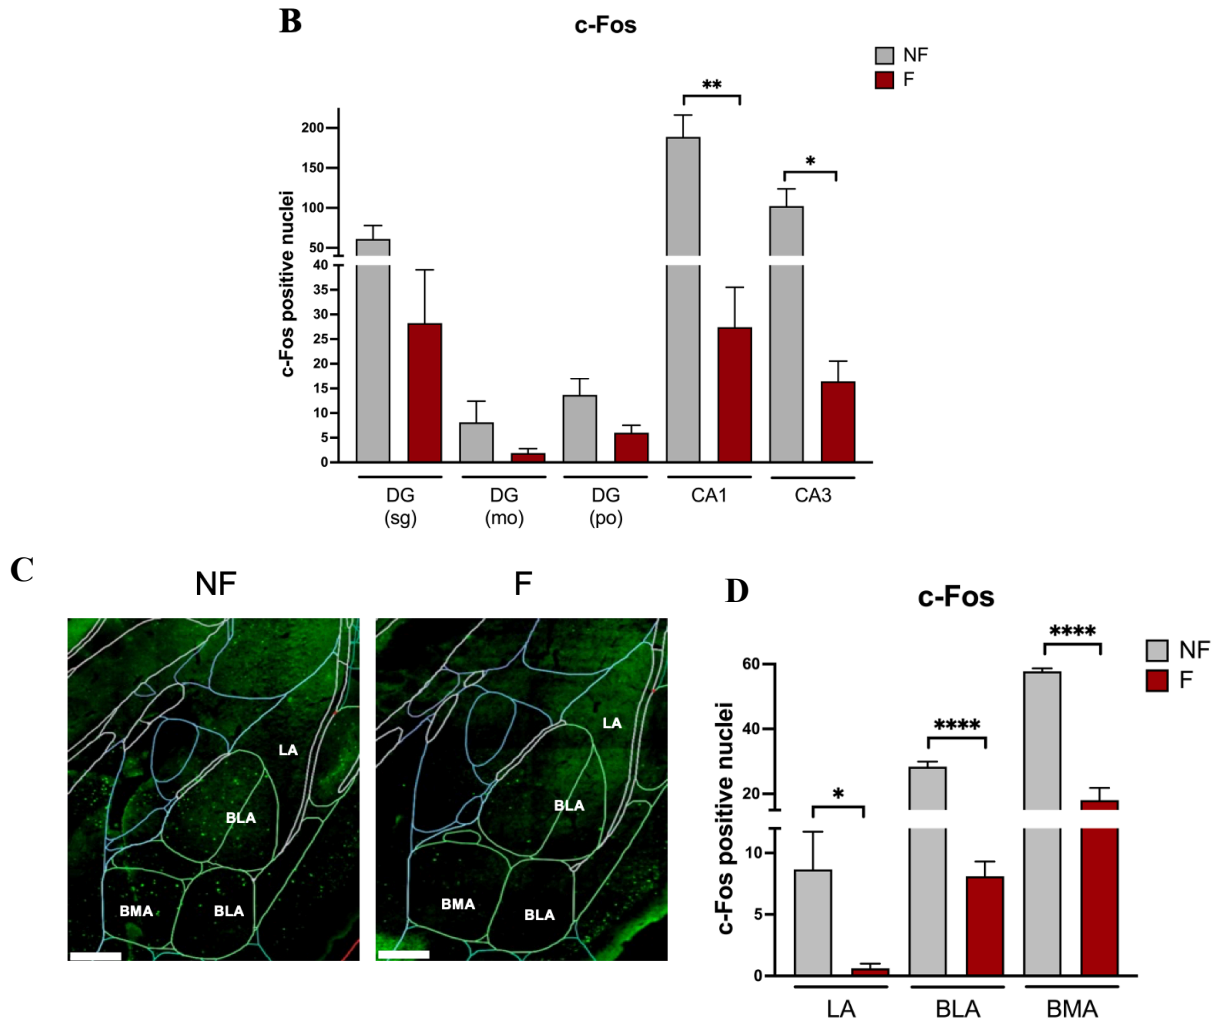 B
c-Fos
NF
F
**
*
c-Fos positive nuclei
200
150
100
50
40
35
30
25
20
15
10
5
0
DG
(sg)
DG
(mo)
DG
(po)
CA1
CA3
C
NF
F
LA
BLA
BMA
BLA
LA
BLA
BMA
BLA
D
c-Fos
NF
F
****
****
*
c-Fos positive nuclei
60
40
20
10
5
0
LA
BLA
BMA